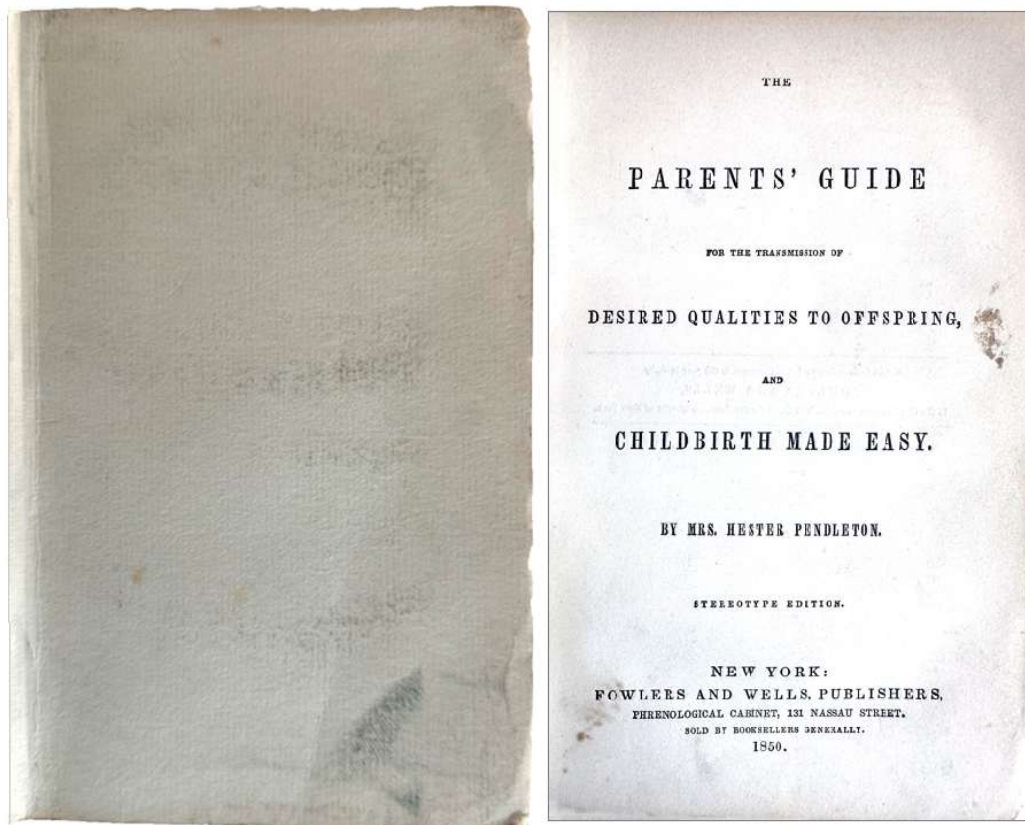 THE
PARENTS' GUIDE
FOR THE TRANSMISSION OF
DESIRED QUALITIES TO OFFSPRING,
AND
CHILDBIRTH MADE EASY.
BY MRS. HESTER PENDLETON.
STEREOTYPE EDITION.
NEW YORK:
FOWLERS AND WELLS, PUBLISHERS,
PHRENOLOGICAL CABINET, 131 NASSAU STREET.
SOLD BY BOOKSELLERS GENERALLY.
1850.